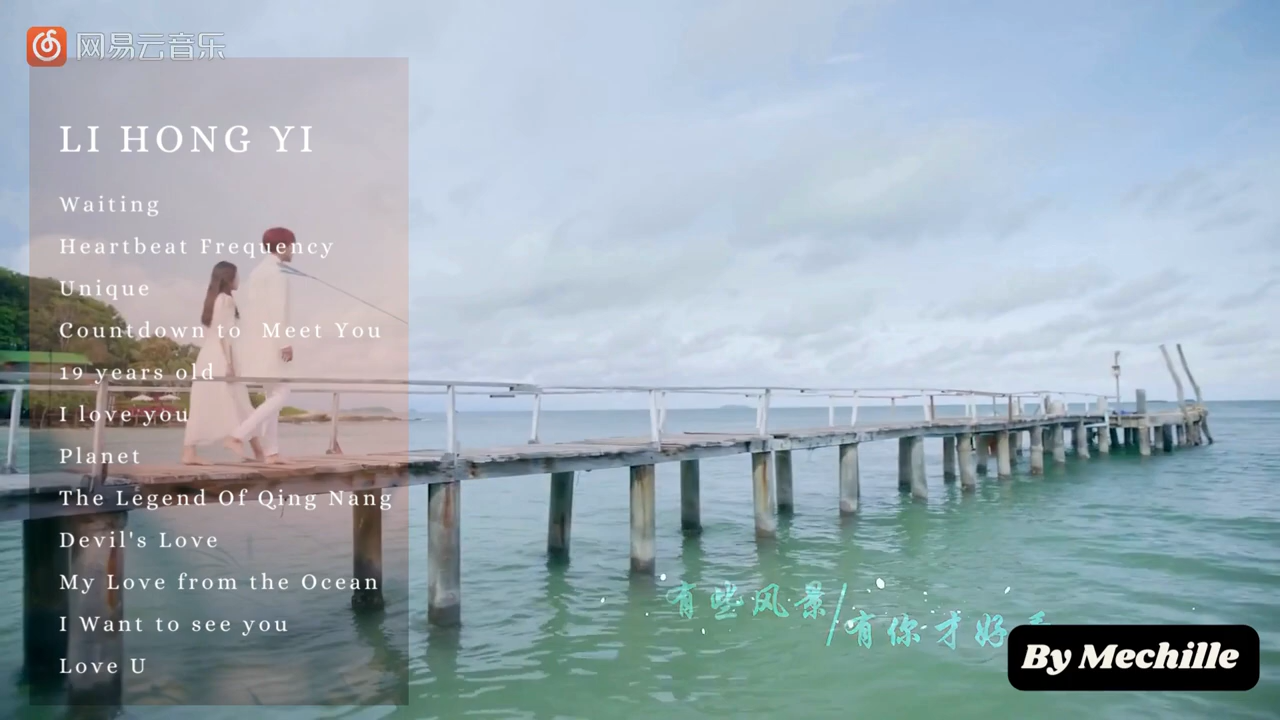 网易云音乐
LI HONG YI
Waiting
Heartbeat Frequency
Unique
Countdown to Meet You
19 years old
I love you
Planet
The Legend Of Qing Nang
Devil's Love
My Love from the Ocean
I Want to see you
Love U
有些风景/
有你才好
By Mechille